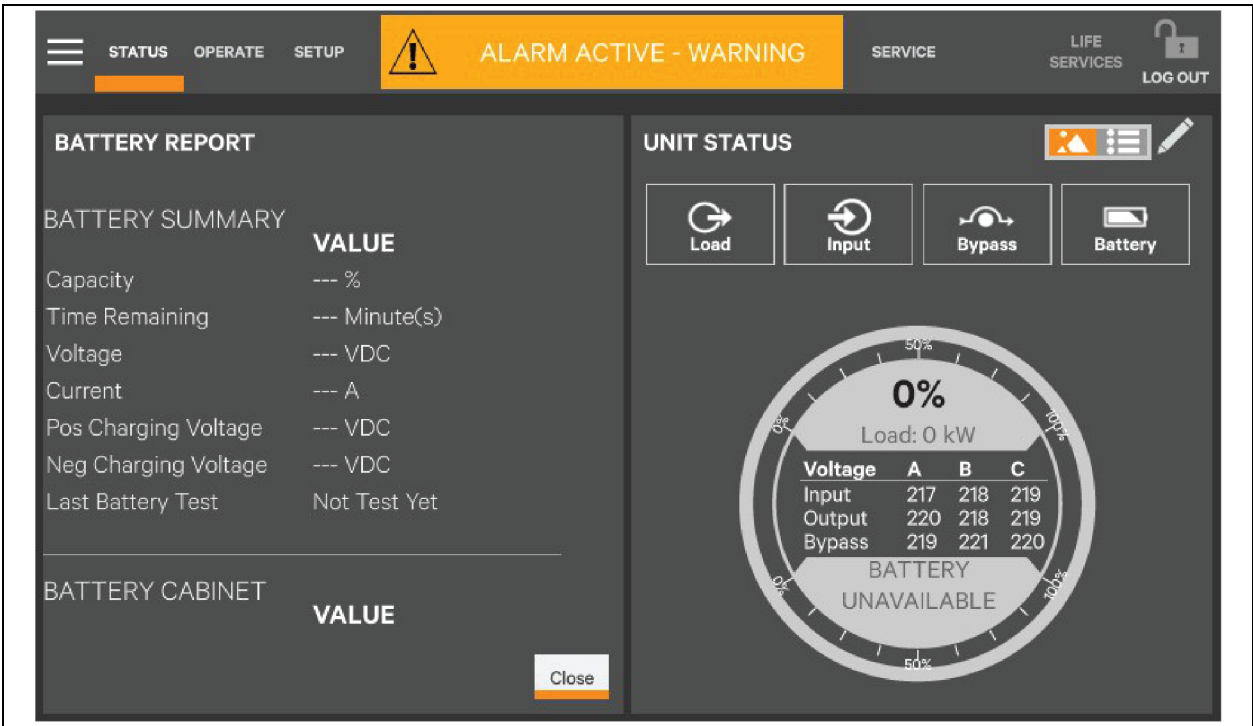 STATUS OPERATE SETUP ALARM ACTIVE - WARNING SERVICE LIFE SERVICES LOG OUT
BATTERY REPORT
BATTERY SUMMARY
VALUE
Capacity --- %
Time Remaining --- Minute(s)
Voltage --- VDC
Current --- A
Pos Charging Voltage --- VDC
Neg Charging Voltage --- VDC
Last Battery Test Not Test Yet
BATTERY CABINET
VALUE
Close
UNIT STATUS
Load Input Bypass Battery
50%
0% 100%
0%
Load: 0 kW
Voltage A B C
Input 217 218 219
Output 220 218 219
Bypass 219 221 220
BATTERY
UNAVAILABLE
0% 100%
50%